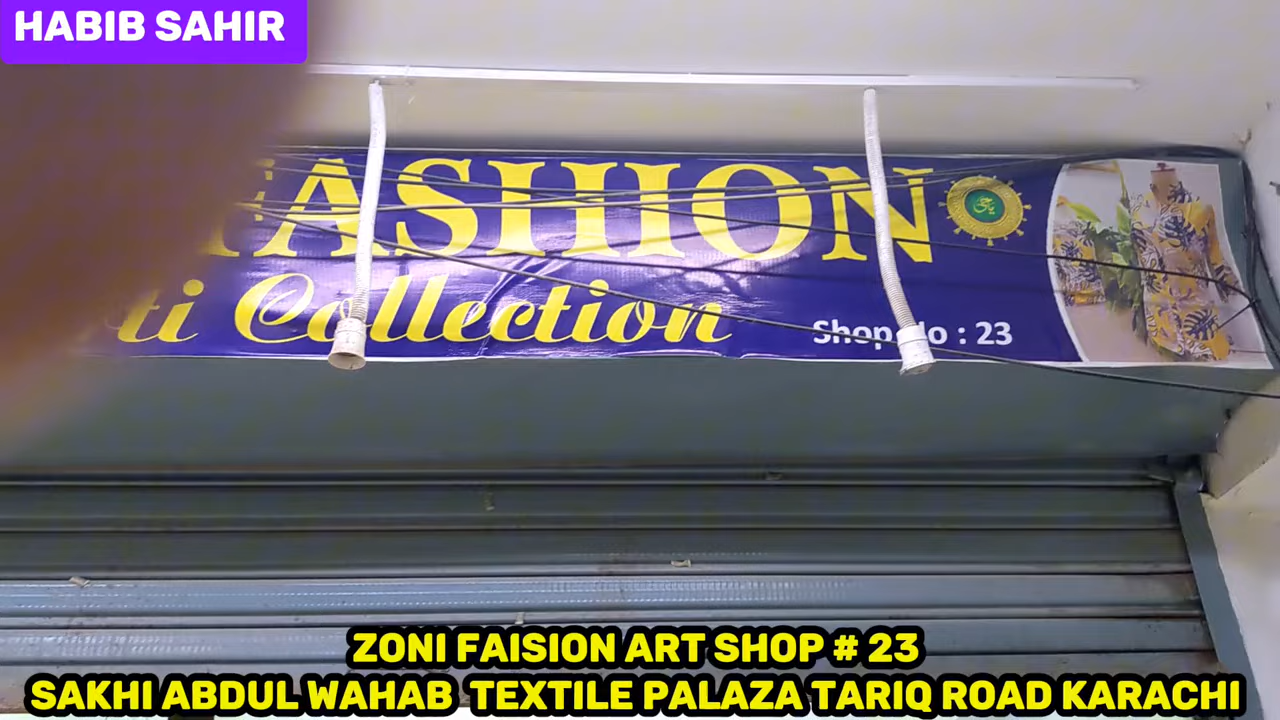 HABIB SAHIR
FASHION
ti Collection
Shop No : 23
ZONI FAISION ART SHOP # 23
SAKHI ABDUL WAHAB TEXTILE PALAZA TARIQ ROAD KARACHI